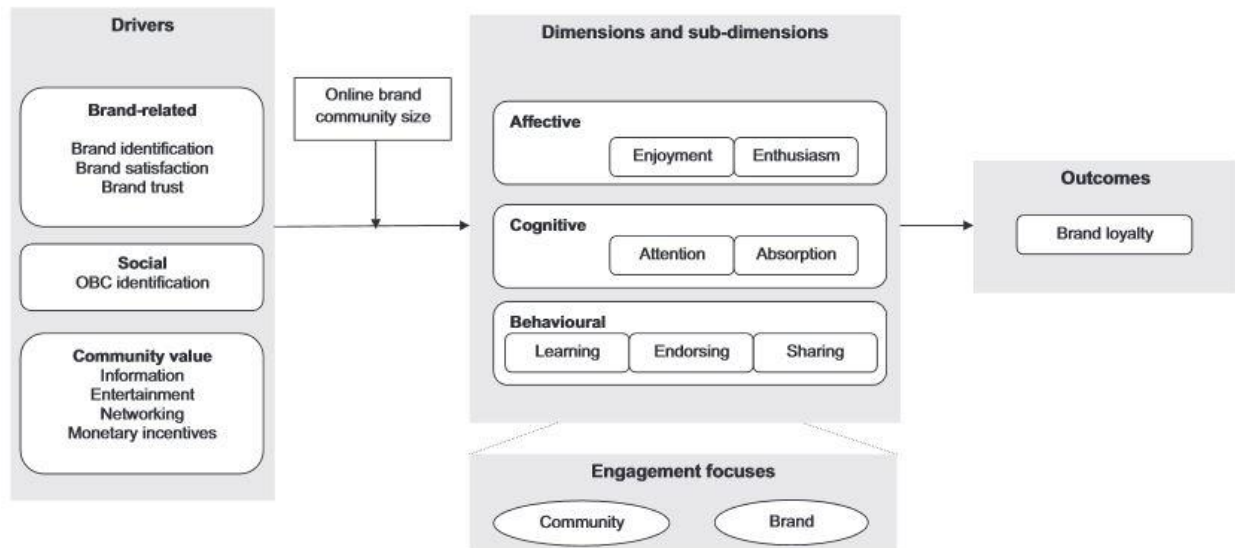 Drivers
Brand-related
Brand identification
Brand satisfaction
Brand trust
Social
OBC identification
Community value
Information
Entertainment
Networking
Monetary incentives
Online brand
community size
Dimensions and sub-dimensions
Affective
Enjoyment
Enthusiasm
Cognitive
Attention
Absorption
Behavioural
Learning
Endorsing
Sharing
Engagement focuses
Community
Brand
Outcomes
Brand loyalty